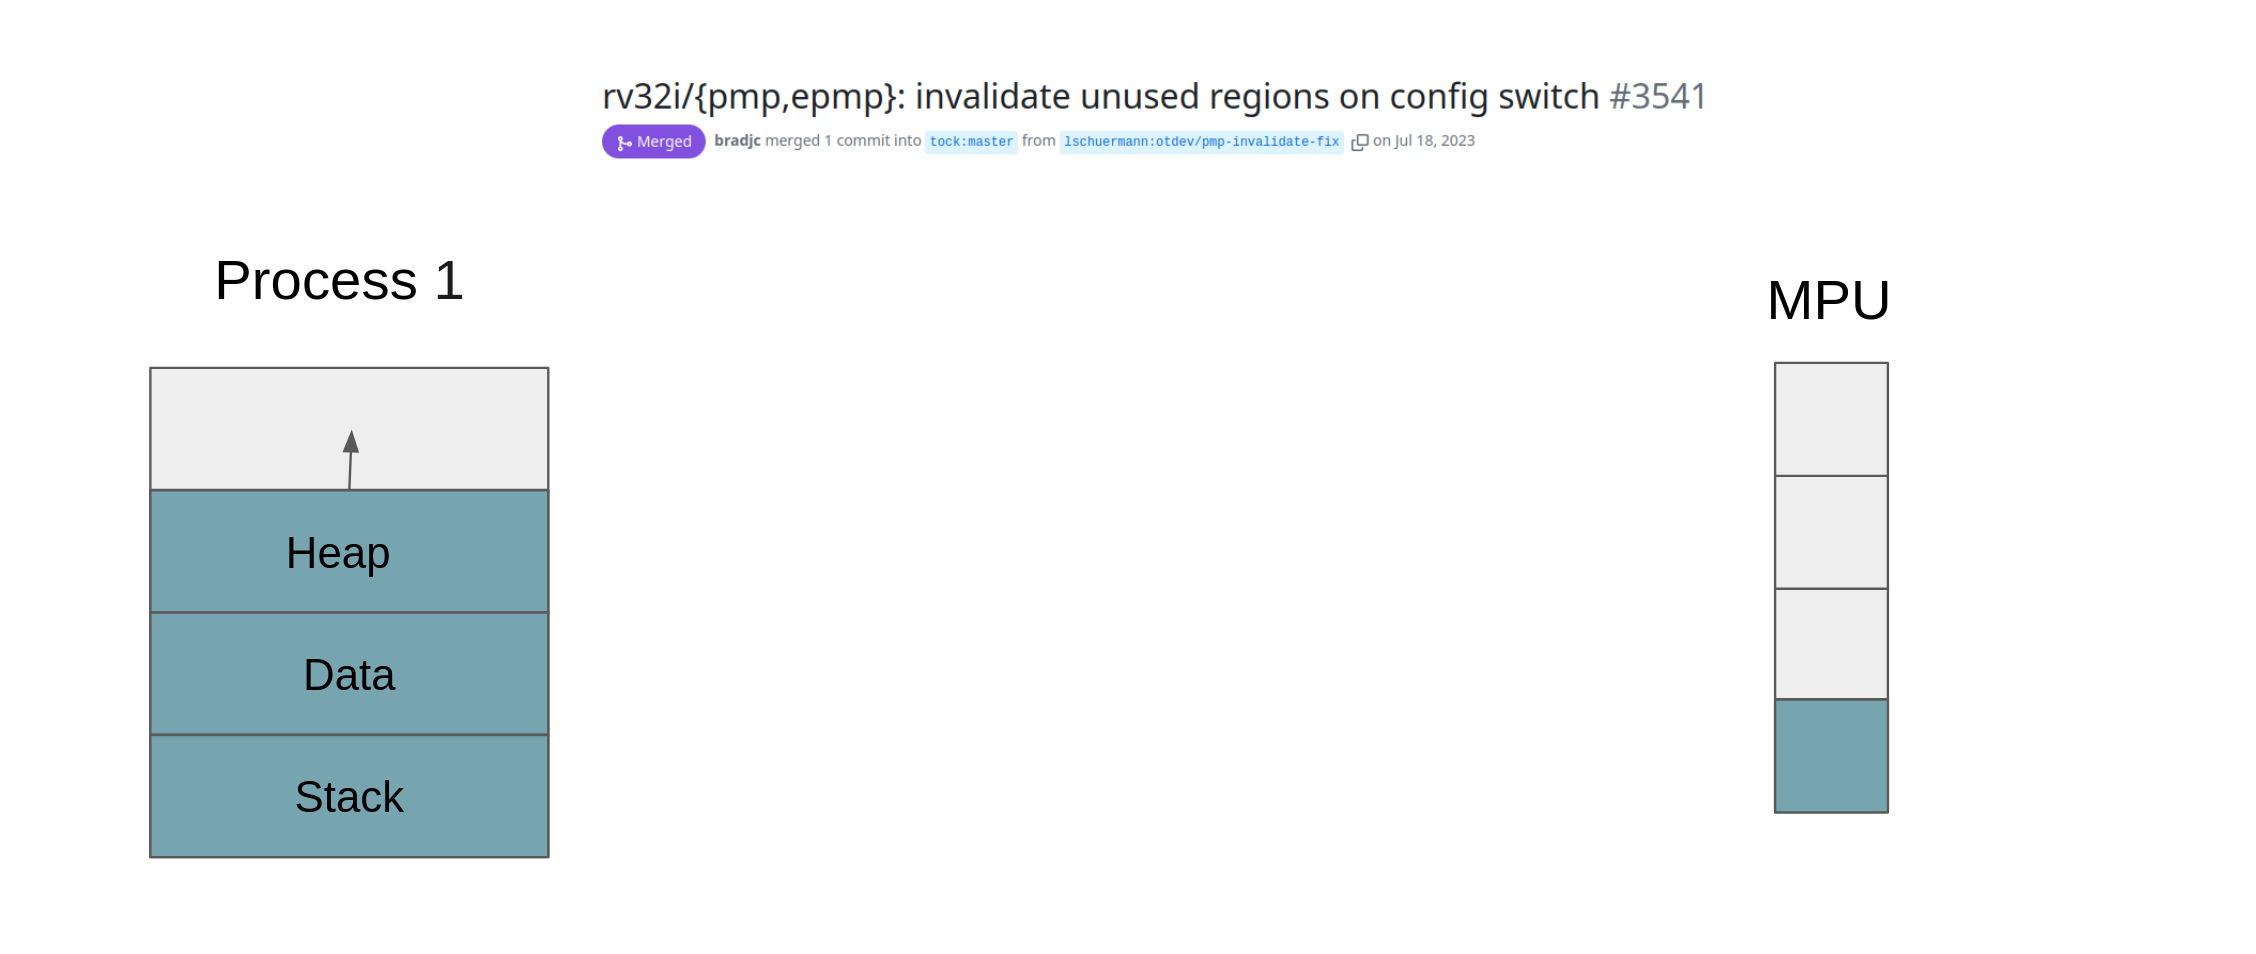 rv32i/{pmp,epmp}: invalidate unused regions on config switch #3541
Merged bradjc merged 1 commit into tock:master from lschuermann:otdev/pmp-invalidate-fix on Jul 18, 2023
Process 1
MPU
Heap
Data
Stack